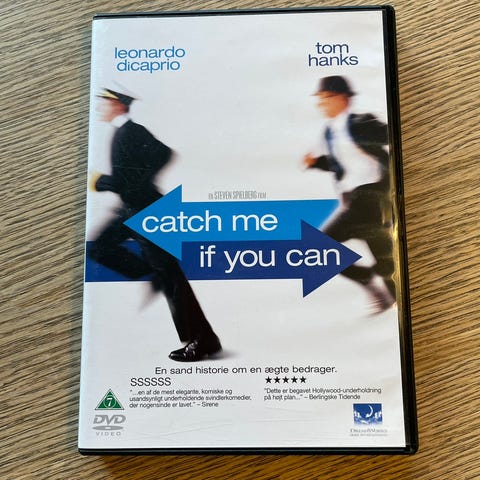 leonardo
dicaprio
tom
hanks
EN STEVEN SPIELBERG FILM
catch me
if you can
En sand historie om en ægte bedrager.
SSSSSS
★★★★★
"...en af de mest elegante, komiske og
usandsynligt underholdende svindlerkomedier,
der nogensinde er lavet." – Sirene
"Dette er begavet Hollywood-underholdning
på højt plan..." – Berlingske Tidende
7
DVD
VIDEO
DREAMWORKS